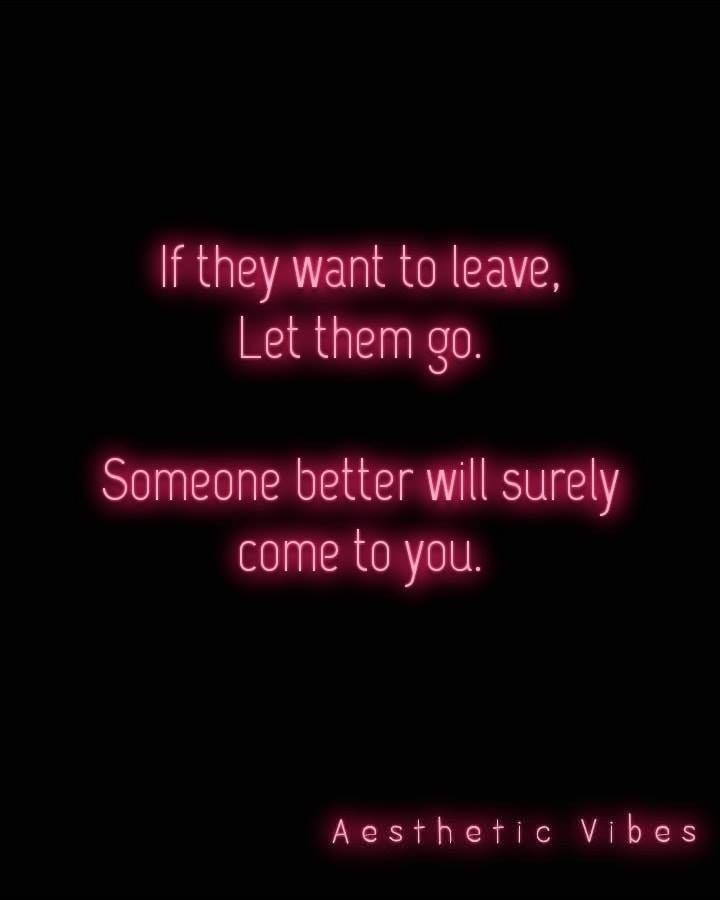 If they want to leave,
Let them go.
Someone better will surely
come to you.
Aesthetic Vibes